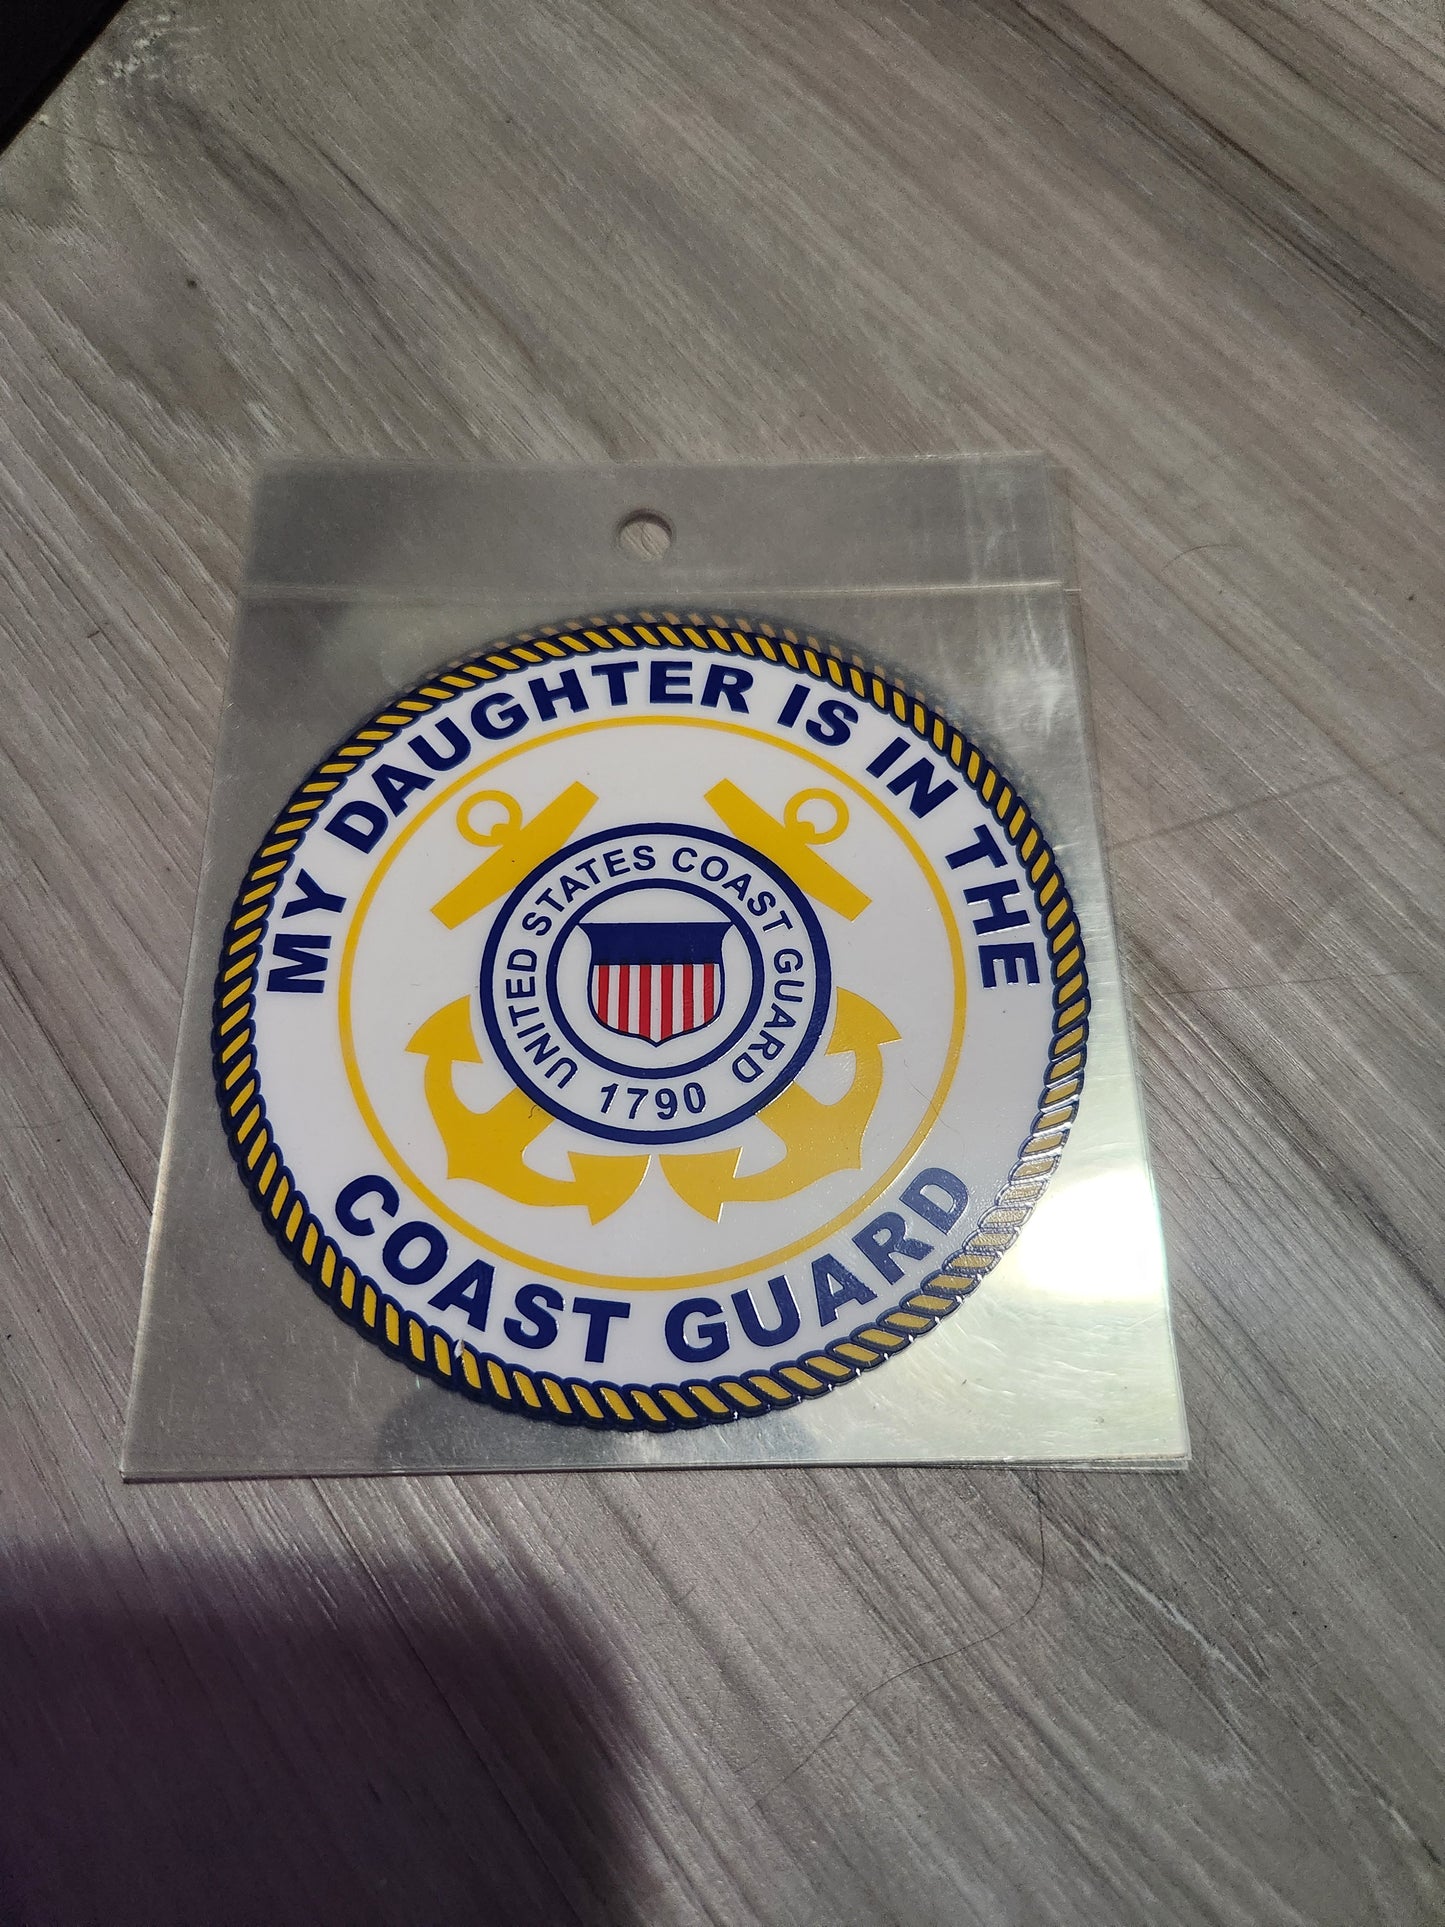 MY DAUGHTER IS IN THE
UNITED STATES COAST GUARD
1790
COAST GUARD